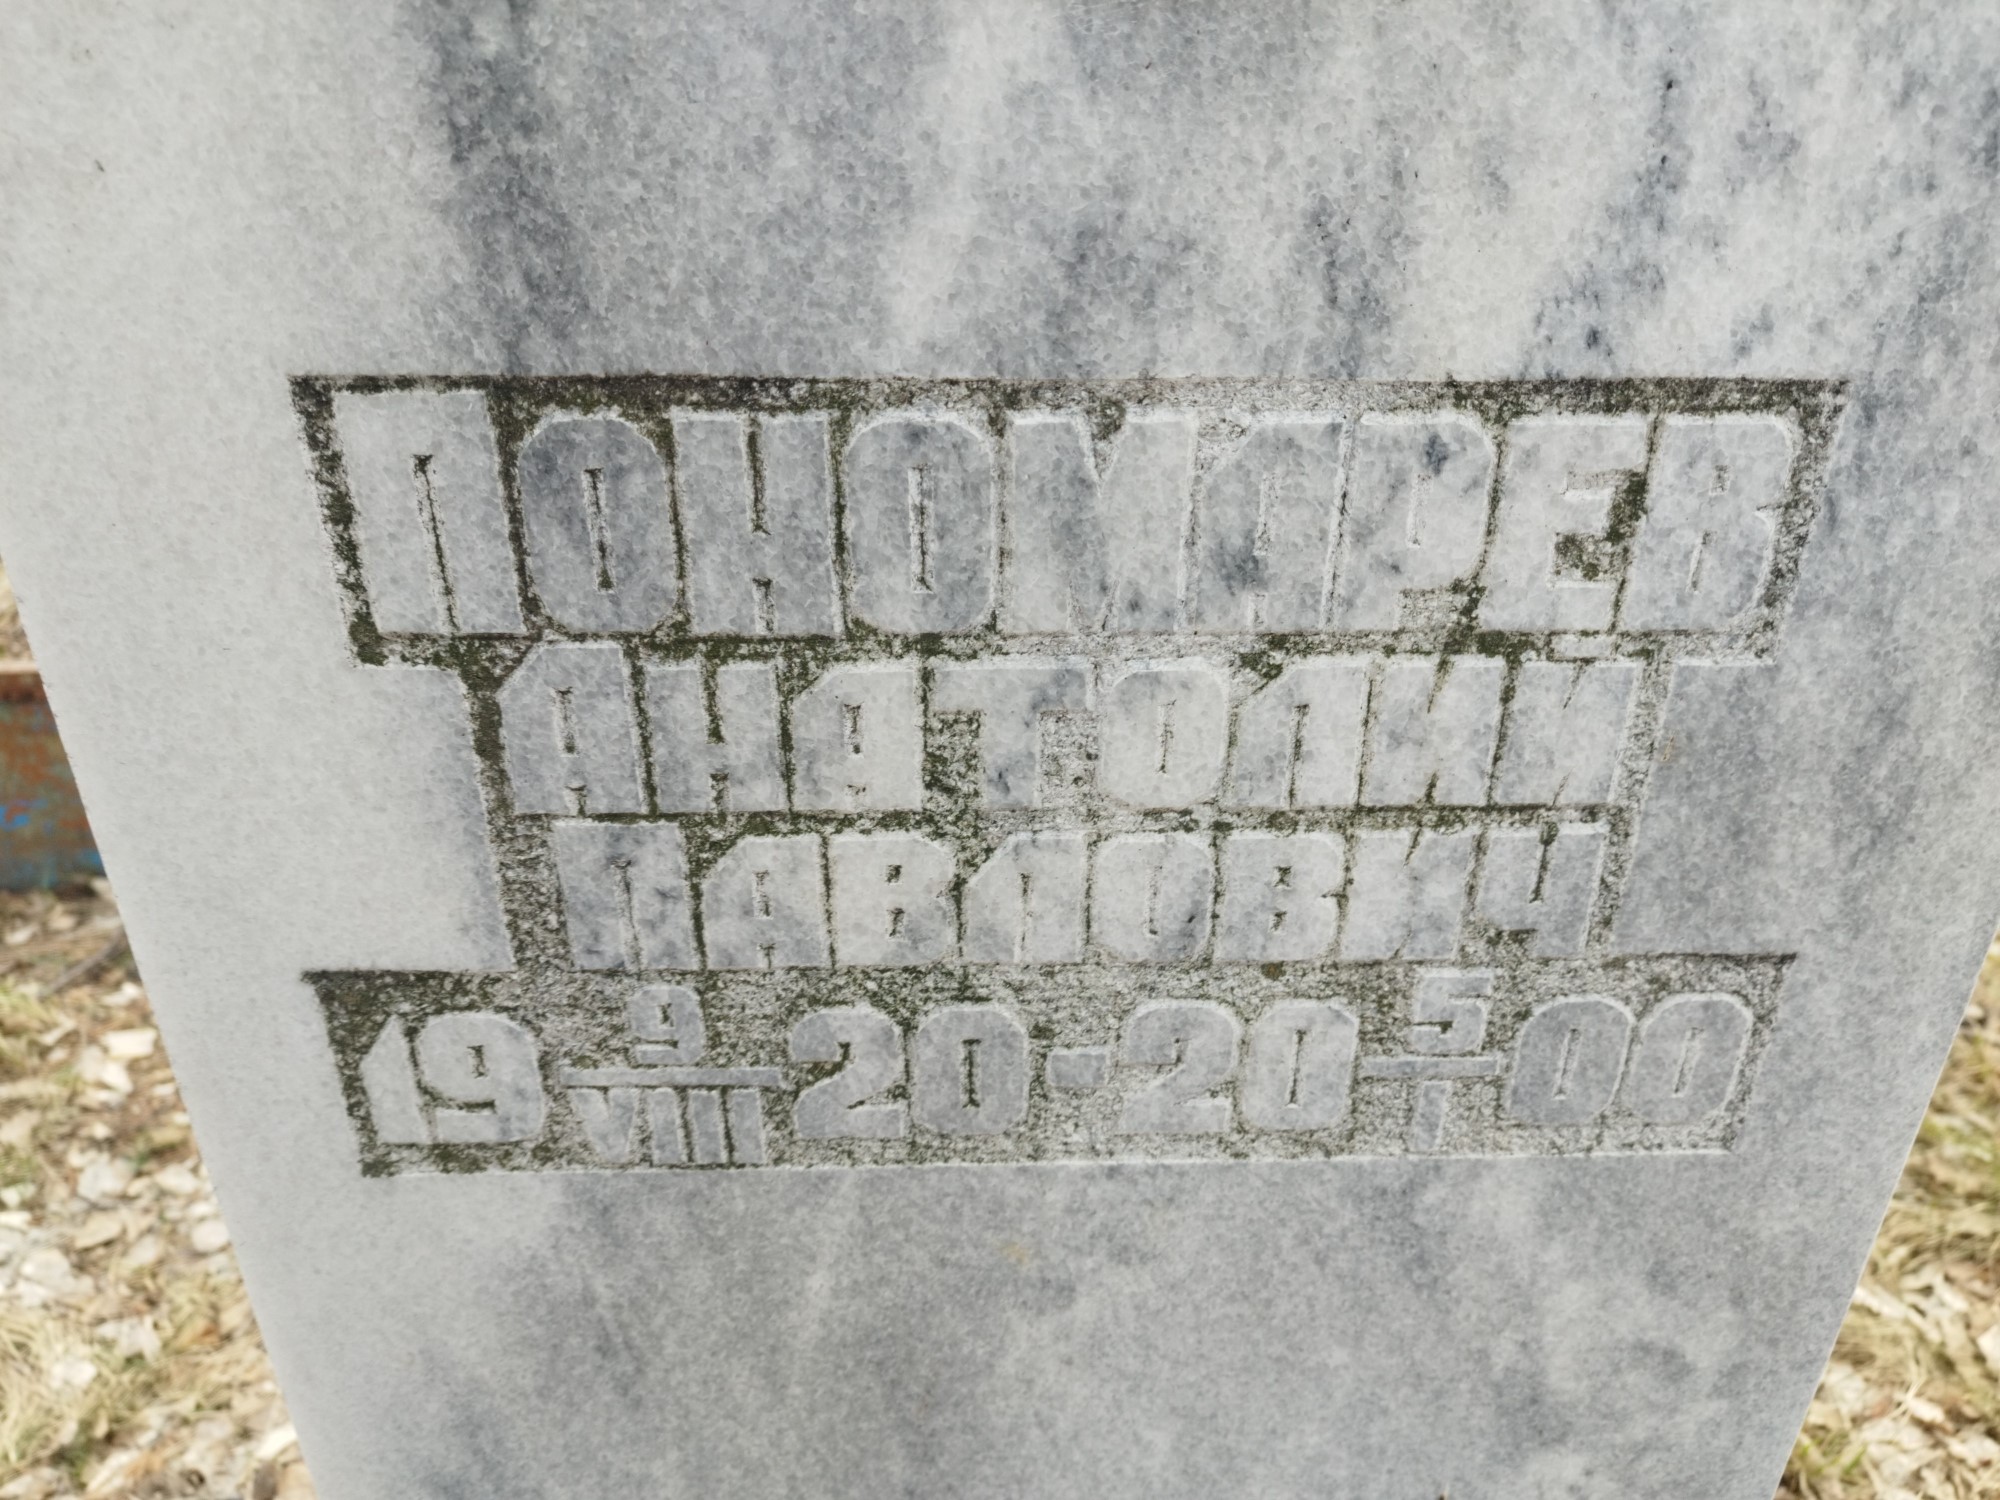 ПОНОМАРЕВ
АНАТОЛИЙ
ПАВЛОВИЧ
19 9/VIII 20-20 5/I 00